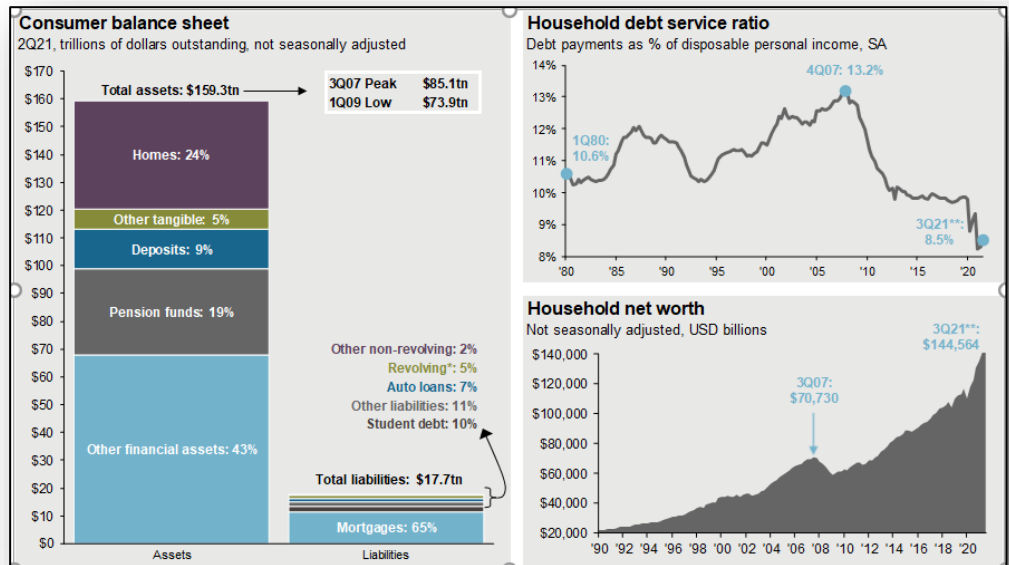 Consumer balance sheet
2Q21, trillions of dollars outstanding, not seasonally adjusted
$170
$160
$150
$140
$130
$120
$110
$100
$90
$80
$70
$60
$50
$40
$30
$20
$10
$0
Total assets: $159.3tn
3Q07 Peak $85.1tn
1Q09 Low $73.9tn
Homes: 24%
Other tangible: 5%
Deposits: 9%
Pension funds: 19%
Other financial assets: 43%
Other non-revolving: 2%
Revolving*: 5%
Auto loans: 7%
Other liabilities: 11%
Student debt: 10%
Total liabilities: $17.7tn
Mortgages: 65%
Assets
Liabilities
Household debt service ratio
Debt payments as % of disposable personal income, SA
14%
13%
12%
11%
10%
9%
8%
1Q80:
10.6%
4Q07: 13.2%
3Q21**:
8.5%
'80 '85 '90 '95 '00 '05 '10 '15 '20
Household net worth
Not seasonally adjusted, USD billions
3Q21**:
$144,564
$140,000
$120,000
$100,000
$80,000
$60,000
$40,000
$20,000
3Q07:
$70,730
'90 '92 '94 '96 '98 '00 '02 '04 '06 '08 '10 '12 '14 '16 '18 '20